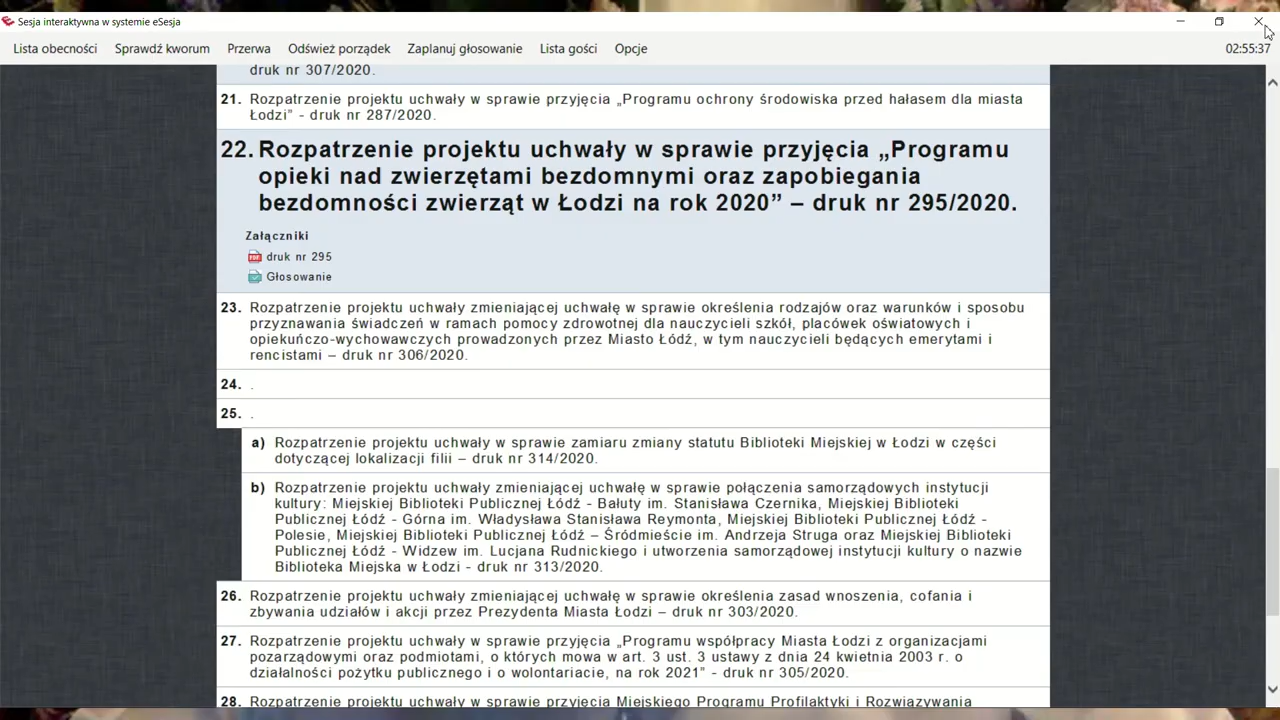 Sesja interaktywna w systemie eSesja
Lista obecności Sprawdź kworum Przerwa Odśwież porządek Zaplanuj głosowanie Lista gości Opcje 02:55:37
druk nr 307/2020.
21. Rozpatrzenie projektu uchwały w sprawie przyjęcia „Programu ochrony środowiska przed hałasem dla miasta
Łodzi” - druk nr 287/2020.
22. Rozpatrzenie projektu uchwały w sprawie przyjęcia „Programu
opieki nad zwierzętami bezdomnymi oraz zapobiegania
bezdomności zwierząt w Łodzi na rok 2020” – druk nr 295/2020.
Załączniki
PDF druk nr 295
Głosowanie
23. Rozpatrzenie projektu uchwały zmieniającej uchwałę w sprawie określenia rodzajów oraz warunków i sposobu
przyznawania świadczeń w ramach pomocy zdrowotnej dla nauczycieli szkół, placówek oświatowych i
opiekuńczo-wychowawczych prowadzonych przez Miasto Łódź, w tym nauczycieli będących emerytami i
rencistami – druk nr 306/2020.
24. .
25. .
a) Rozpatrzenie projektu uchwały w sprawie zamiaru zmiany statutu Biblioteki Miejskiej w Łodzi w części
dotyczącej lokalizacji filii – druk nr 314/2020.
b) Rozpatrzenie projektu uchwały zmieniającej uchwałę w sprawie połączenia samorządowych instytucji
kultury: Miejskiej Biblioteki Publicznej Łódź - Bałuty im. Stanisława Czernika, Miejskiej Biblioteki
Publicznej Łódź - Górna im. Władysława Stanisława Reymonta, Miejskiej Biblioteki Publicznej Łódź -
Polesie, Miejskiej Biblioteki Publicznej Łódź – Śródmieście im. Andrzeja Struga oraz Miejskiej Biblioteki
Publicznej Łódź - Widzew im. Lucjana Rudnickiego i utworzenia samorządowej instytucji kultury o nazwie
Biblioteka Miejska w Łodzi - druk nr 313/2020.
26. Rozpatrzenie projektu uchwały zmieniającej uchwałę w sprawie określenia zasad wnoszenia, cofania i
zbywania udziałów i akcji przez Prezydenta Miasta Łodzi – druk nr 303/2020.
27. Rozpatrzenie projektu uchwały w sprawie przyjęcia „Programu współpracy Miasta Łodzi z organizacjami
pozarządowymi oraz podmiotami, o których mowa w art. 3 ust. 3 ustawy z dnia 24 kwietnia 2003 r. o
działalności pożytku publicznego i o wolontariacie, na rok 2021” - druk nr 305/2020.
28. Rozpatrzenie projektu uchwały w sprawie przyjęcia Miejskiego Programu Profilaktyki i Rozwiązywania